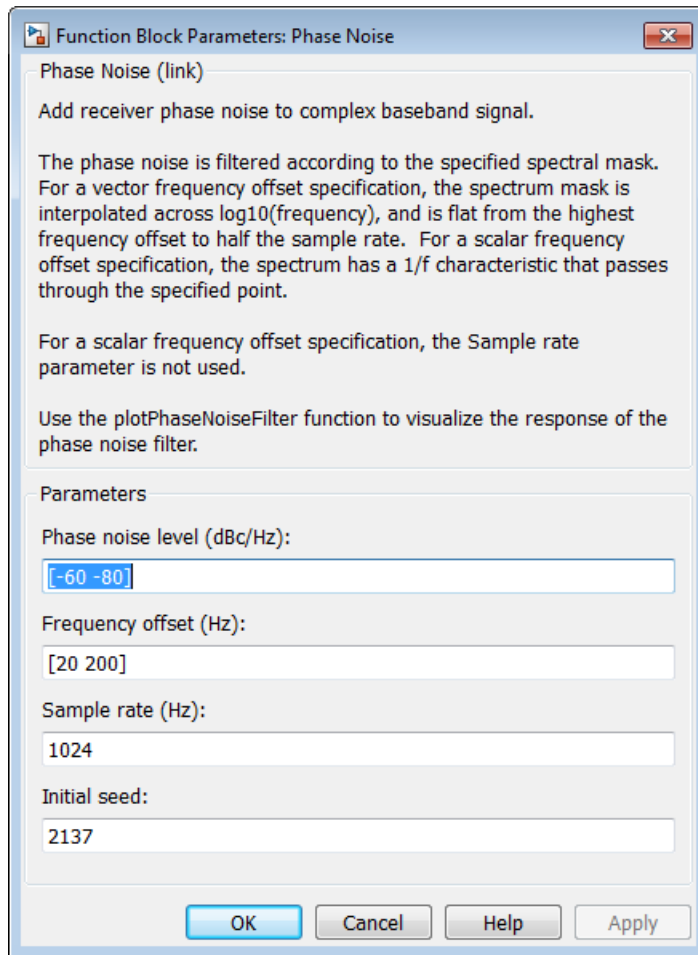 Function Block Parameters: Phase Noise
Phase Noise (link)
Add receiver phase noise to complex baseband signal.
The phase noise is filtered according to the specified spectral mask.
For a vector frequency offset specification, the spectrum mask is
interpolated across log10(frequency), and is flat from the highest
frequency offset to half the sample rate.  For a scalar frequency
offset specification, the spectrum has a 1/f characteristic that passes
through the specified point.
For a scalar frequency offset specification, the Sample rate
parameter is not used.
Use the plotPhaseNoiseFilter function to visualize the response of the
phase noise filter.
Parameters
Phase noise level (dBc/Hz):
[-60 -80]
Frequency offset (Hz):
[20 200]
Sample rate (Hz):
1024
Initial seed:
2137
OK Cancel Help Apply